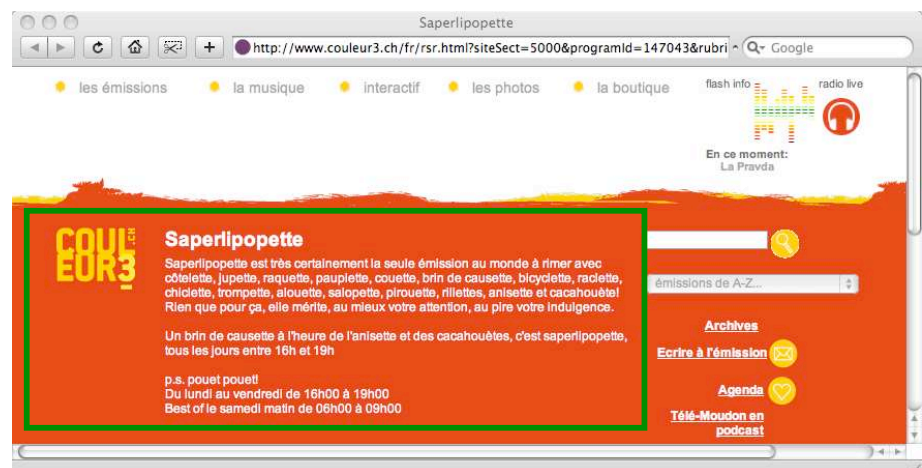 Saperlipopette
http://www.couleur3.ch/fr/rsr.html?siteSect=5000&programId=147043&rubri
Google
les émissions
la musique
interactif
les photos
la boutique
flash info
radio live
En ce moment:
La Pravda
COUL
EUR3
.CH
Saperlipopette
Saperlipopette est très certainement la seule émission au monde à rimer avec
côtelette, jupette, raquette, paupiette, couette, brin de causette, bicyclette, raclette,
chiclette, trompette, alouette, salopette, pirouette, rillettes, anisette et cacahouète!
Rien que pour ça, elle mérite, au mieux votre attention, au pire votre indulgence.
Un brin de causette à l'heure de l'anisette et des cacahouètes, c'est saperlipopette,
tous les jours entre 16h et 19h
p.s. pouet pouet!
Du lundi au vendredi de 16h00 à 19h00
Best of le samedi matin de 06h00 à 09h00
émissions de A-Z...
Archives
Ecrire à l'émission
Agenda
Télé-Moudon en
podcast